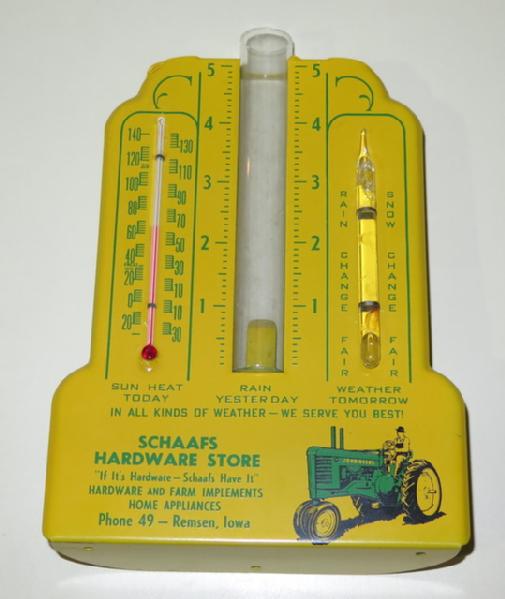 5 5
4 4
3 3
2 2
1 1
140
120
100
80
60
40
20
0
20
130
110
90
70
50
30
10
10
30
RAIN
CHANGE
FAIR
SNOW
CHANGE
FAIR
SUN HEAT
TODAY
RAIN
YESTERDAY
WEATHER
TOMORROW
IN ALL KINDS OF WEATHER — WE SERVE YOU BEST!
SCHAAFS
HARDWARE STORE
"If It's Hardware — Schaafs Have It"
HARDWARE AND FARM IMPLEMENTS
HOME APPLIANCES
Phone 49 — Remsen, Iowa
JOHN DEERE